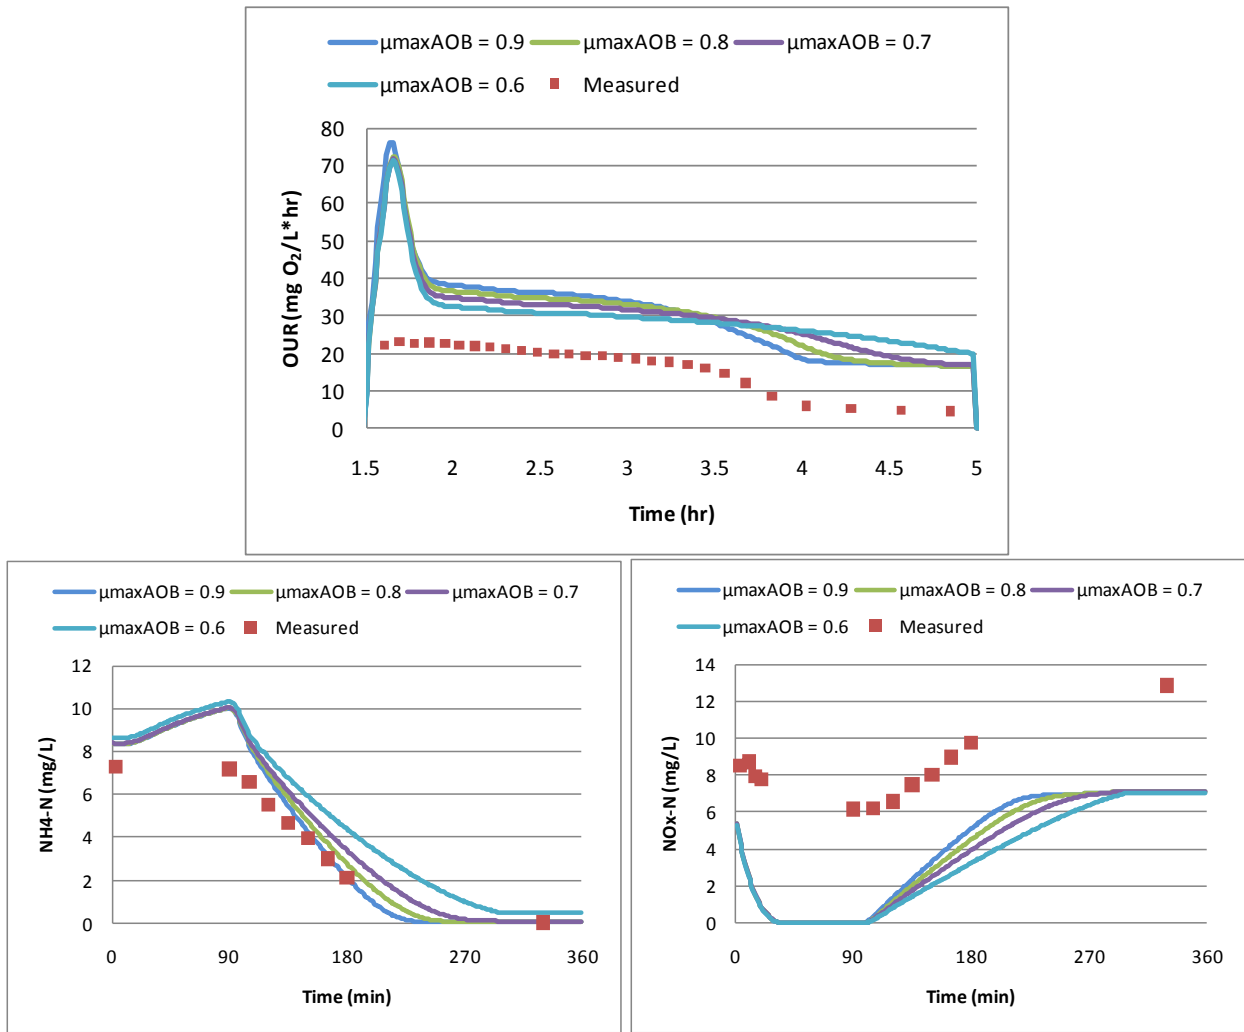 μmaxAOB = 0.9 μmaxAOB = 0.8 μmaxAOB = 0.7
μmaxAOB = 0.6 Measured
80
70
60
50
40
30
20
10
0
OUR (mg O₂/L*hr)
1.5 2 2.5 3 3.5 4 4.5 5
Time (hr)
μmaxAOB = 0.9 μmaxAOB = 0.8 μmaxAOB = 0.7
μmaxAOB = 0.6 Measured
12
10
8
6
4
2
0
NH4-N (mg/L)
0 90 180 270 360
Time (min)
μmaxAOB = 0.9 μmaxAOB = 0.8 μmaxAOB = 0.7
μmaxAOB = 0.6 Measured
14
12
10
8
6
4
2
0
NOx-N (mg/L)
0 90 180 270 360
Time (min)